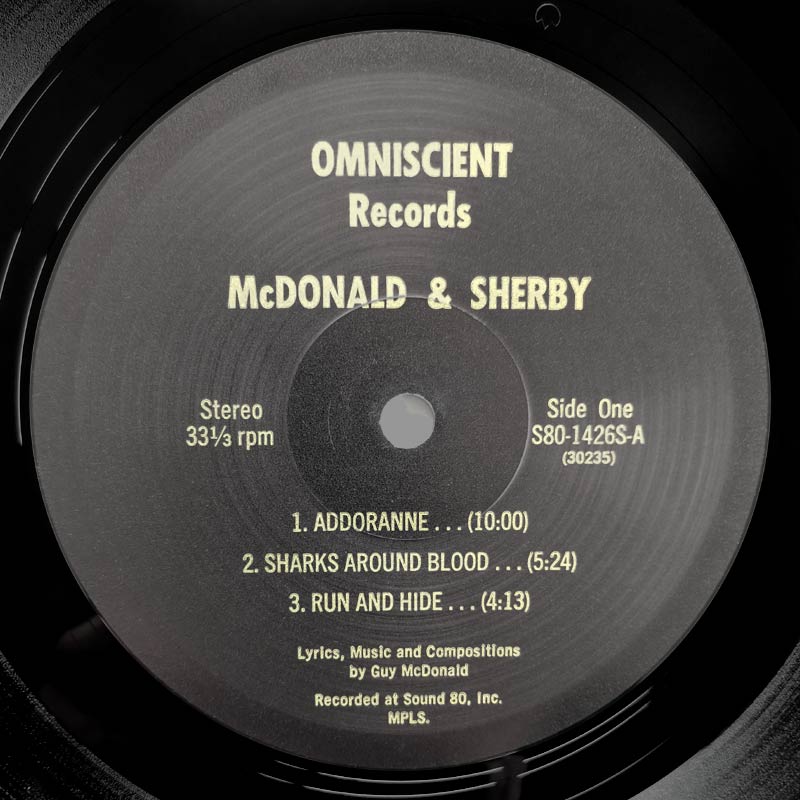 OMNISCIENT
Records
McDONALD & SHERBY
Stereo
33⅓ rpm
Side One
S80-1426S-A
(30235)
1. ADDORANNE . . . (10:00)
2. SHARKS AROUND BLOOD . . . (5:24)
3. RUN AND HIDE . . . (4:13)
Lyrics, Music and Compositions
by Guy McDonald
Recorded at Sound 80, Inc.
MPLS.